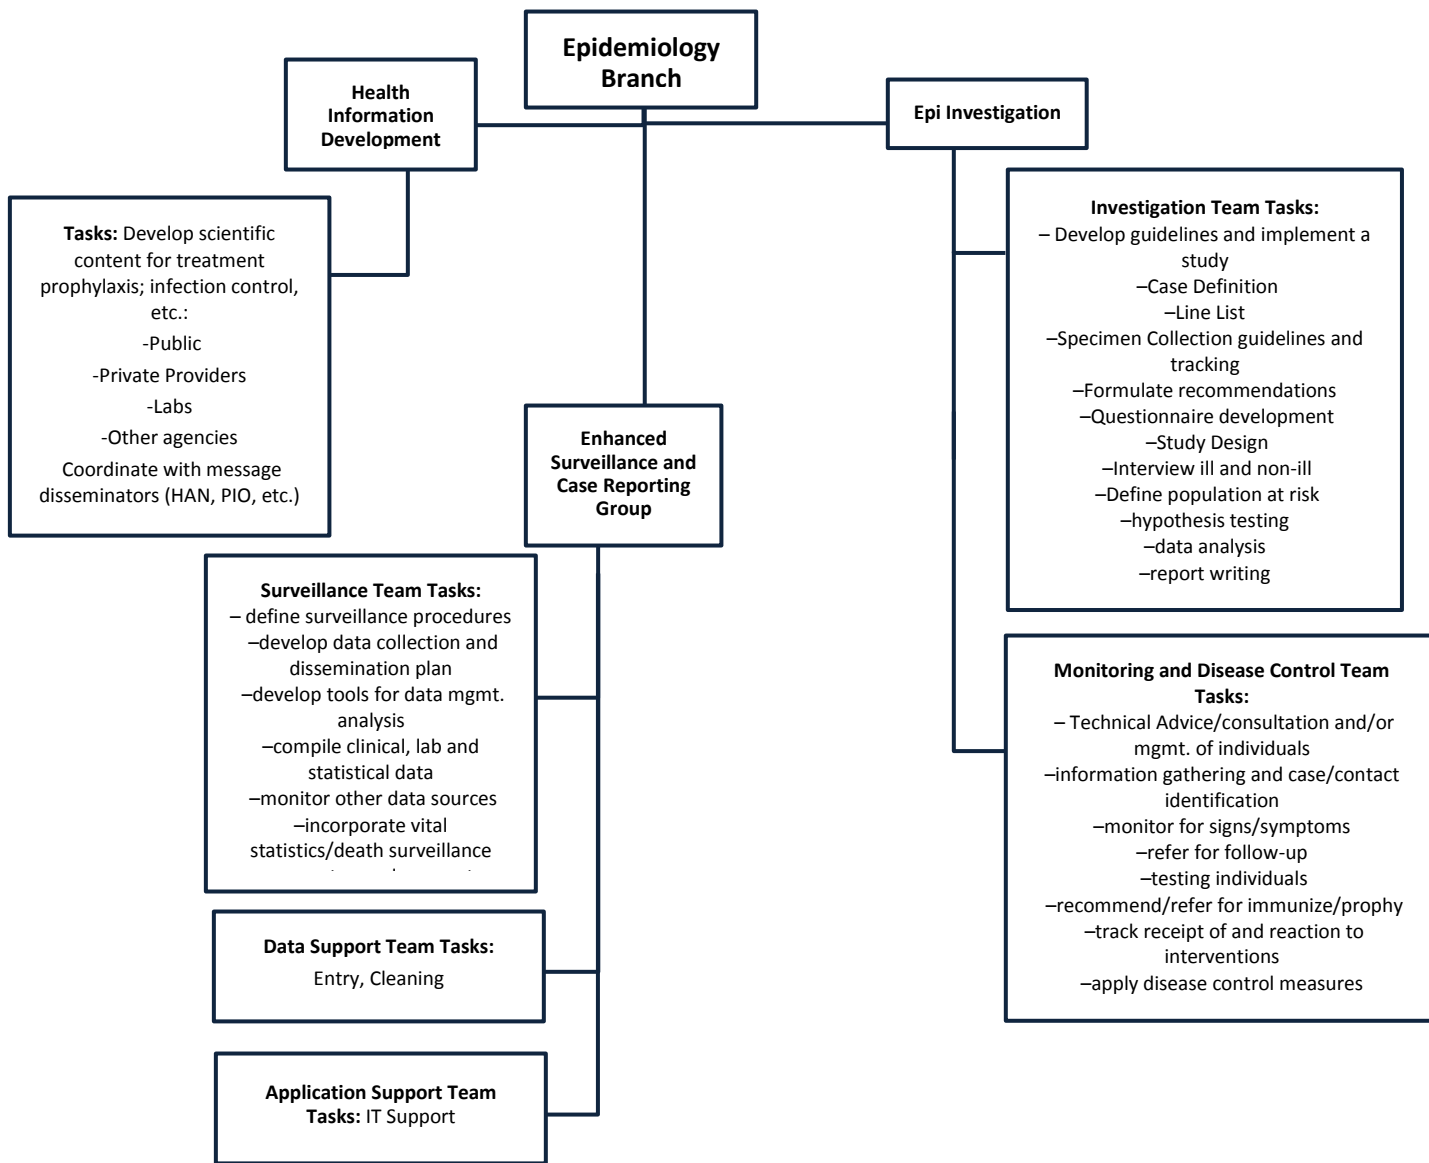 Epidemiology
Branch
Health
Information
Development
Epi Investigation
Tasks: Develop scientific
content for treatment
prophylaxis; infection control,
etc.:
-Public
-Private Providers
-Labs
-Other agencies
Coordinate with message
disseminators (HAN, PIO, etc.)
Enhanced
Surveillance and
Case Reporting
Group
Surveillance Team Tasks:
– define surveillance procedures
–develop data collection and
dissemination plan
–develop tools for data mgmt.
analysis
–compile clinical, lab and
statistical data
–monitor other data sources
–incorporate vital
statistics/death surveillance
Data Support Team Tasks:
Entry, Cleaning
Application Support Team
Tasks: IT Support
Investigation Team Tasks:
– Develop guidelines and implement a
study
–Case Definition
–Line List
–Specimen Collection guidelines and
tracking
–Formulate recommendations
–Questionnaire development
–Study Design
–Interview ill and non-ill
–Define population at risk
–hypothesis testing
–data analysis
–report writing
Monitoring and Disease Control Team
Tasks:
– Technical Advice/consultation and/or
mgmt. of individuals
–information gathering and case/contact
identification
–monitor for signs/symptoms
–refer for follow-up
–testing individuals
–recommend/refer for immunize/prophy
–track receipt of and reaction to
interventions
–apply disease control measures